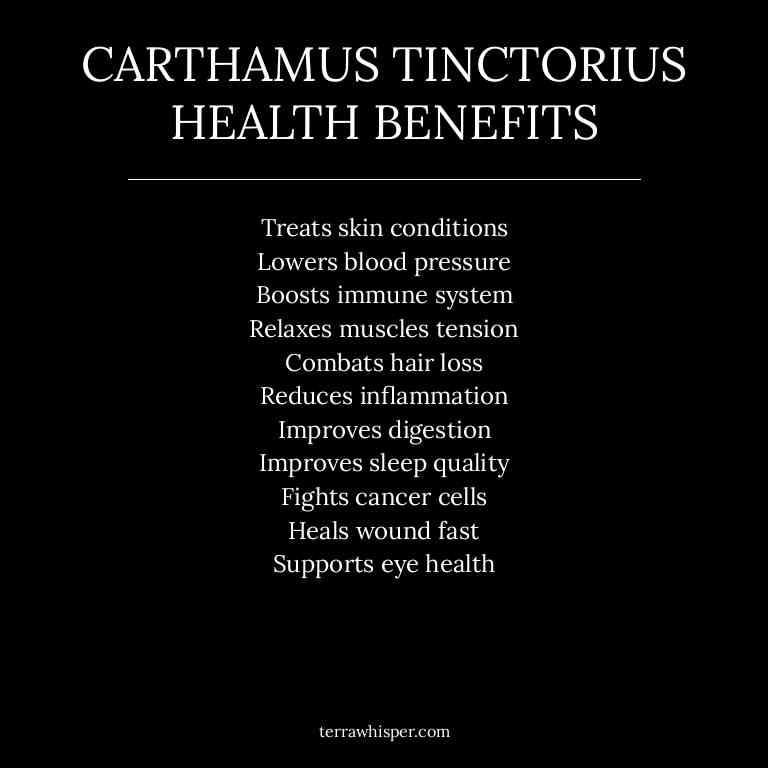 CARTHAMUS TINCTORIUS
HEALTH BENEFITS
Treats skin conditions
Lowers blood pressure
Boosts immune system
Relaxes muscles tension
Combats hair loss
Reduces inflammation
Improves digestion
Improves sleep quality
Fights cancer cells
Heals wound fast
Supports eye health
terrawhisper.com